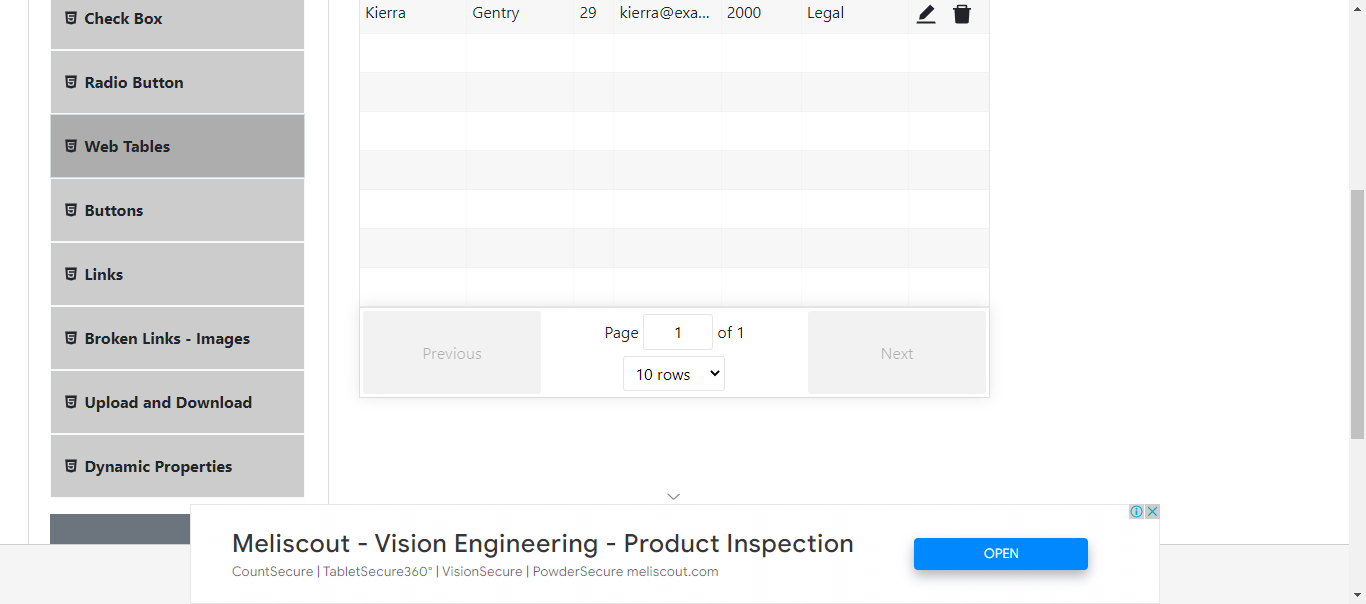 Check Box
Radio Button
Web Tables
Buttons
Links
Broken Links - Images
Upload and Download
Dynamic Properties
Kierra Gentry 29 kierra@exa... 2000 Legal
Previous
Page 1 of 1
10 rows
Next
Meliscout - Vision Engineering - Product Inspection
CountSecure | TabletSecure360° | VisionSecure | PowderSecure meliscout.com
OPEN